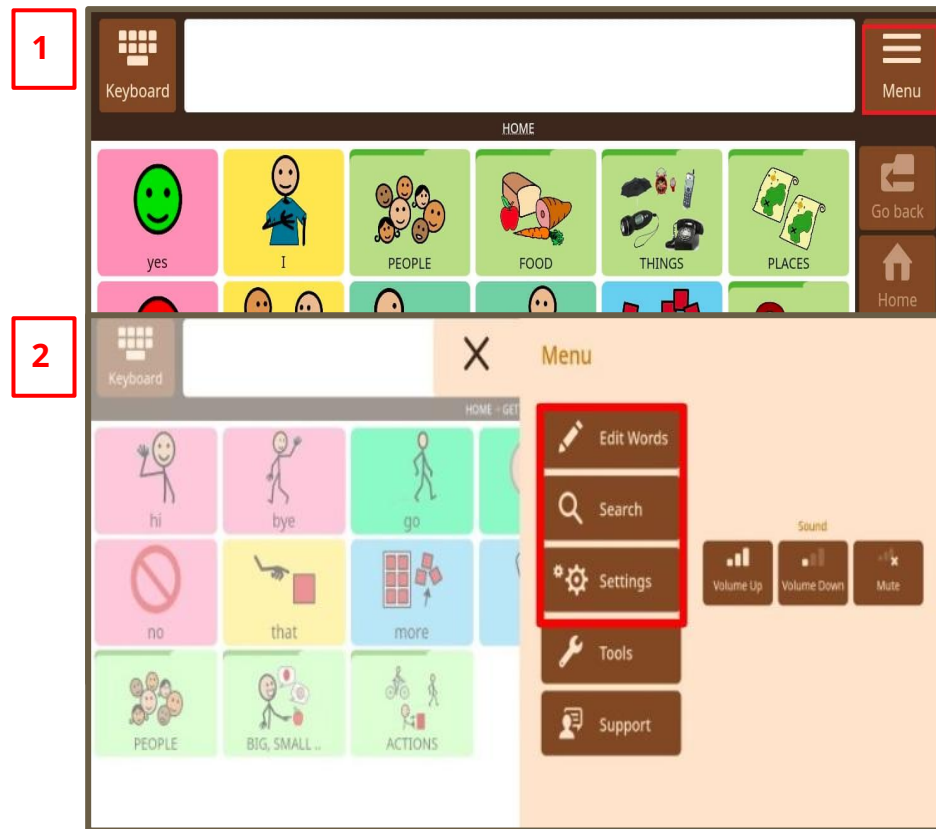 1
Keyboard
Menu
HOME
yes
I
PEOPLE
FOOD
THINGS
PLACES
Go back
Home
2
Keyboard
Menu
HOME - GET
hi
bye
go
no
that
more
PEOPLE
BIG, SMALL ..
ACTIONS
Edit Words
Search
Settings
Tools
Support
Sound
Volume Up
Volume Down
Mute